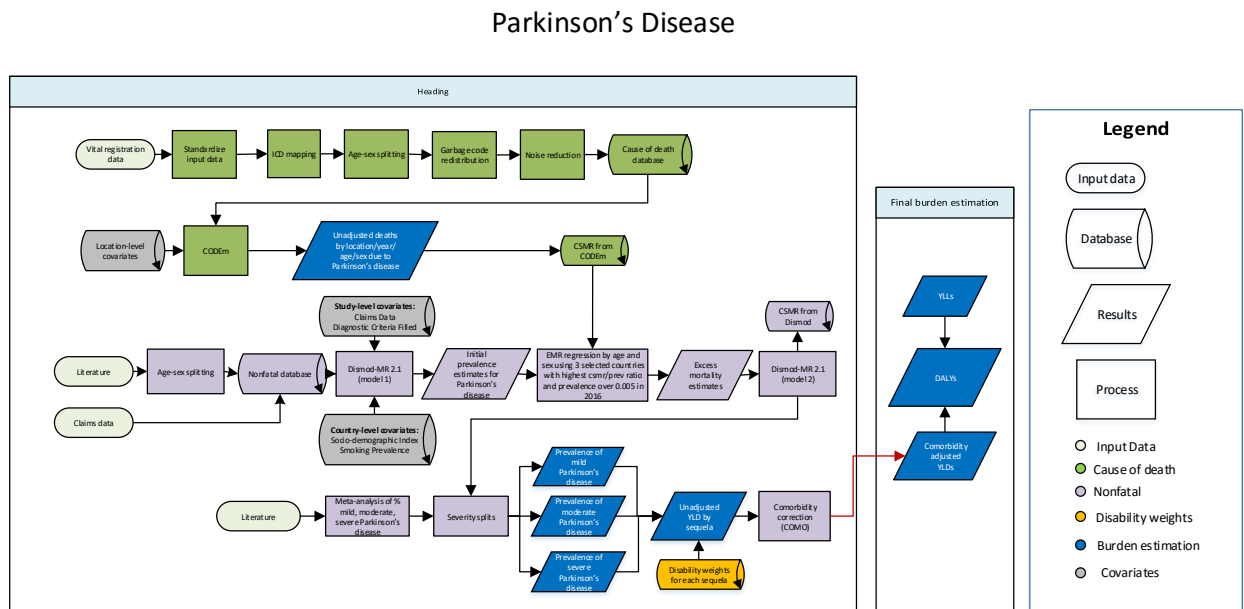 Parkinson's Disease
Heading
Vital registration
data
Standardize
input data
ICD mapping
Age-sex splitting
Garbage code
redistribution
Noise reduction
Cause of death
database
Location-level
covariates
CODEm
Unadjusted deaths
by location/year/
age/sex due to
Parkinson's disease
CSMR from
CODEm
Study-level covariates:
Claims Data
Diagnostic Criteria Filled
CSMR from
Dismod
Literature
Age-sex splitting
Nonfatal database
Dismod-MR 2.1
(model 1)
Initial
prevalence
estimates for
Parkinson's
disease
EMR regression by age and
sex using 3 selected countries
with highest csm/prev ratio
and prevalence over 0.005 in
2016
Excess
mortality
estimates
Dismod-MR 2.1
(model 2)
Claims data
Country-level covariates:
Socio-demographic Index
Smoking Prevalence
Literature
Meta-analysis of %
mild, moderate,
severe Parkinson's
disease
Severity splits
Prevalence of
mild
Parkinson's
disease
Prevalence of
moderate
Parkinson's
disease
Prevalence of
severe
Parkinson's
disease
Unadjusted
YLD by
sequela
Comorbidity
correction
(COMO)
Disability weights
for each sequela
Final burden estimation
YLLs
DALYs
Comorbidity
adjusted
YLDs
Legend
Input data
Database
Results
Process
Input Data
Cause of death
Nonfatal
Disability weights
Burden estimation
Covariates